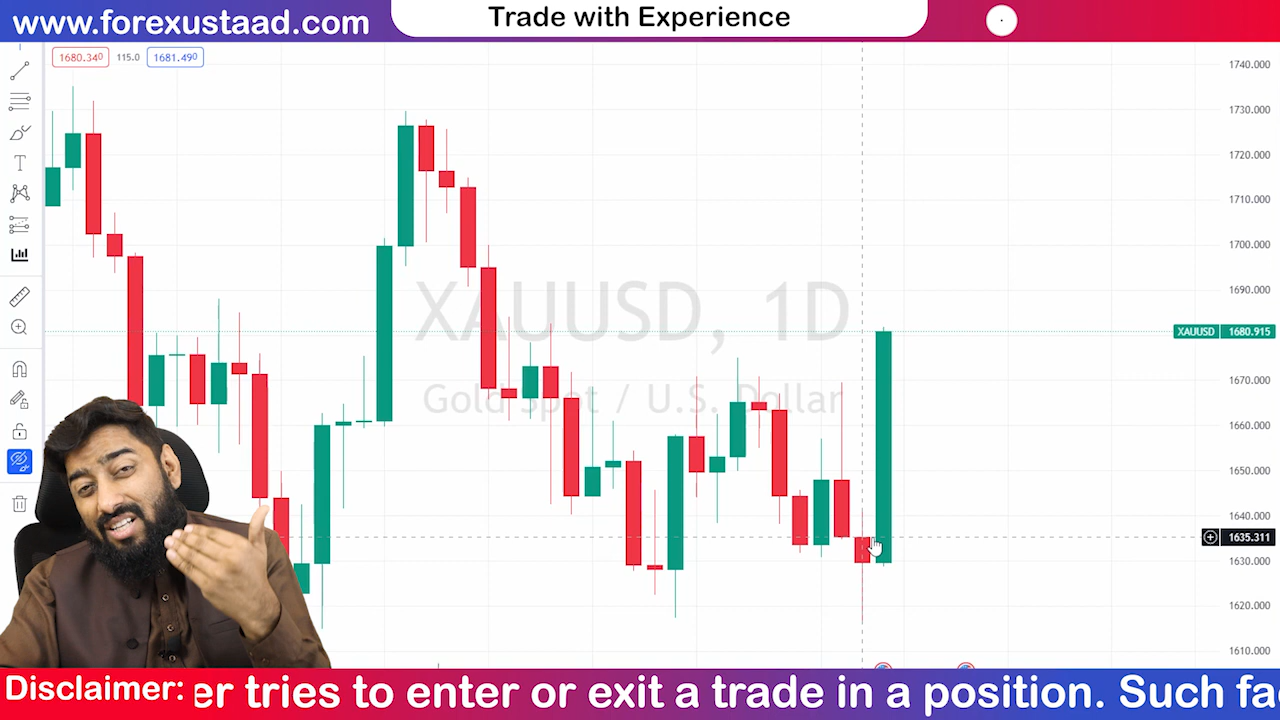 www.forexustaad.com
Trade with Experience
1680.340
115.0
1681.490
XAUUSD, 1D
Gold Spot / U.S. Dollar
1740.000
1730.000
1720.000
1710.000
1700.000
1690.000
XAUUSD 1680.915
1670.000
1660.000
1650.000
1640.000
1635.311
1630.000
1620.000
1610.000
Disclaimer: er tries to enter or exit a trade in a position. Such fa